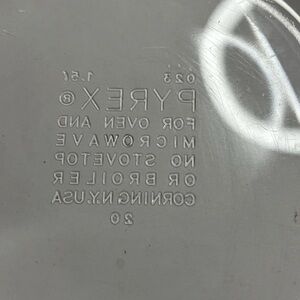 023 1.5l
PYREX®
FOR OVEN AND
MICROWAVE
NO STOVETOP
OR BROILER
CORNING N.Y. USA
20